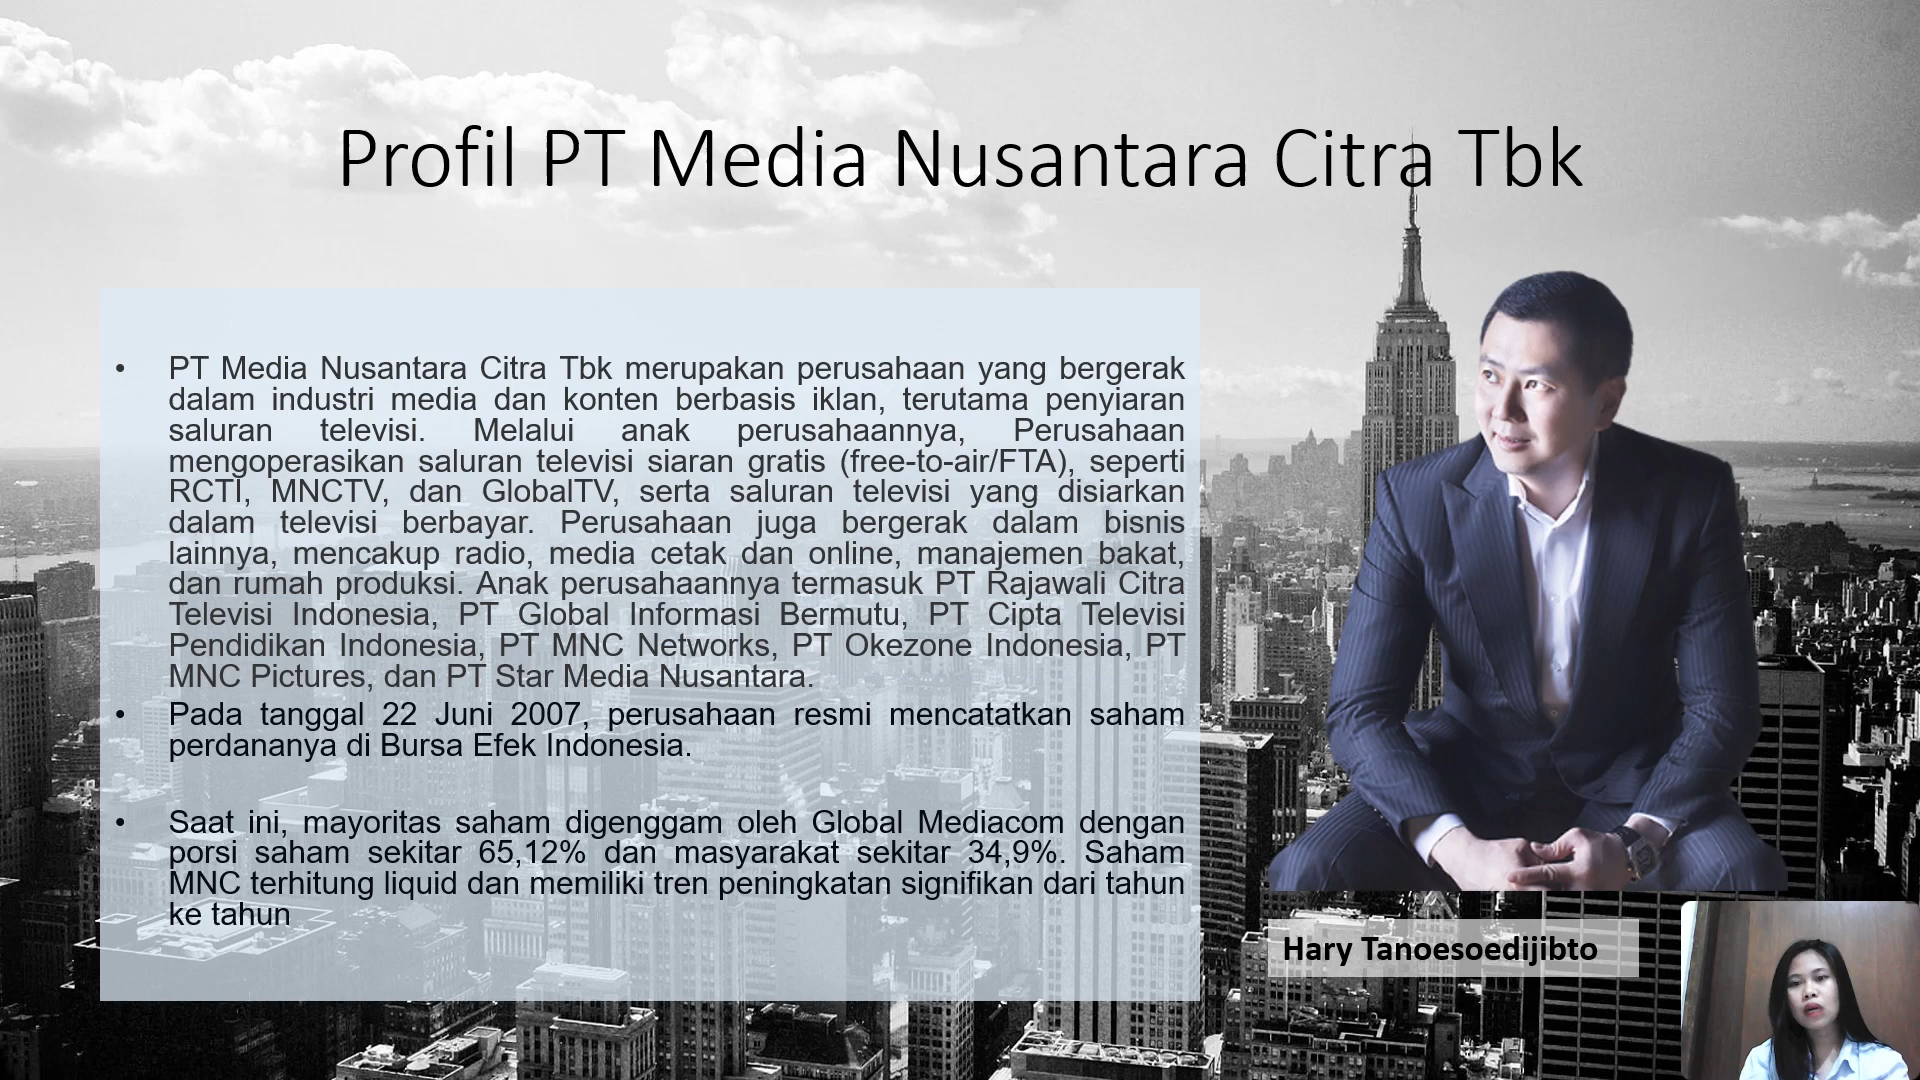 Profil PT Media Nusantara Citra Tbk
• PT Media Nusantara Citra Tbk merupakan perusahaan yang bergerak
dalam industri media dan konten berbasis iklan, terutama penyiaran
saluran televisi. Melalui anak perusahaannya, Perusahaan
mengoperasikan saluran televisi siaran gratis (free-to-air/FTA), seperti
RCTI, MNCTV, dan GlobalTV, serta saluran televisi yang disiarkan
dalam televisi berbayar. Perusahaan juga bergerak dalam bisnis
lainnya, mencakup radio, media cetak dan online, manajemen bakat,
dan rumah produksi. Anak perusahaannya termasuk PT Rajawali Citra
Televisi Indonesia, PT Global Informasi Bermutu, PT Cipta Televisi
Pendidikan Indonesia, PT MNC Networks, PT Okezone Indonesia, PT
MNC Pictures, dan PT Star Media Nusantara.
• Pada tanggal 22 Juni 2007, perusahaan resmi mencatatkan saham
perdananya di Bursa Efek Indonesia.
• Saat ini, mayoritas saham digenggam oleh Global Mediacom dengan
porsi saham sekitar 65,12% dan masyarakat sekitar 34,9%. Saham
MNC terhitung liquid dan memiliki tren peningkatan signifikan dari tahun
ke tahun
Hary Tanoesoedijibto